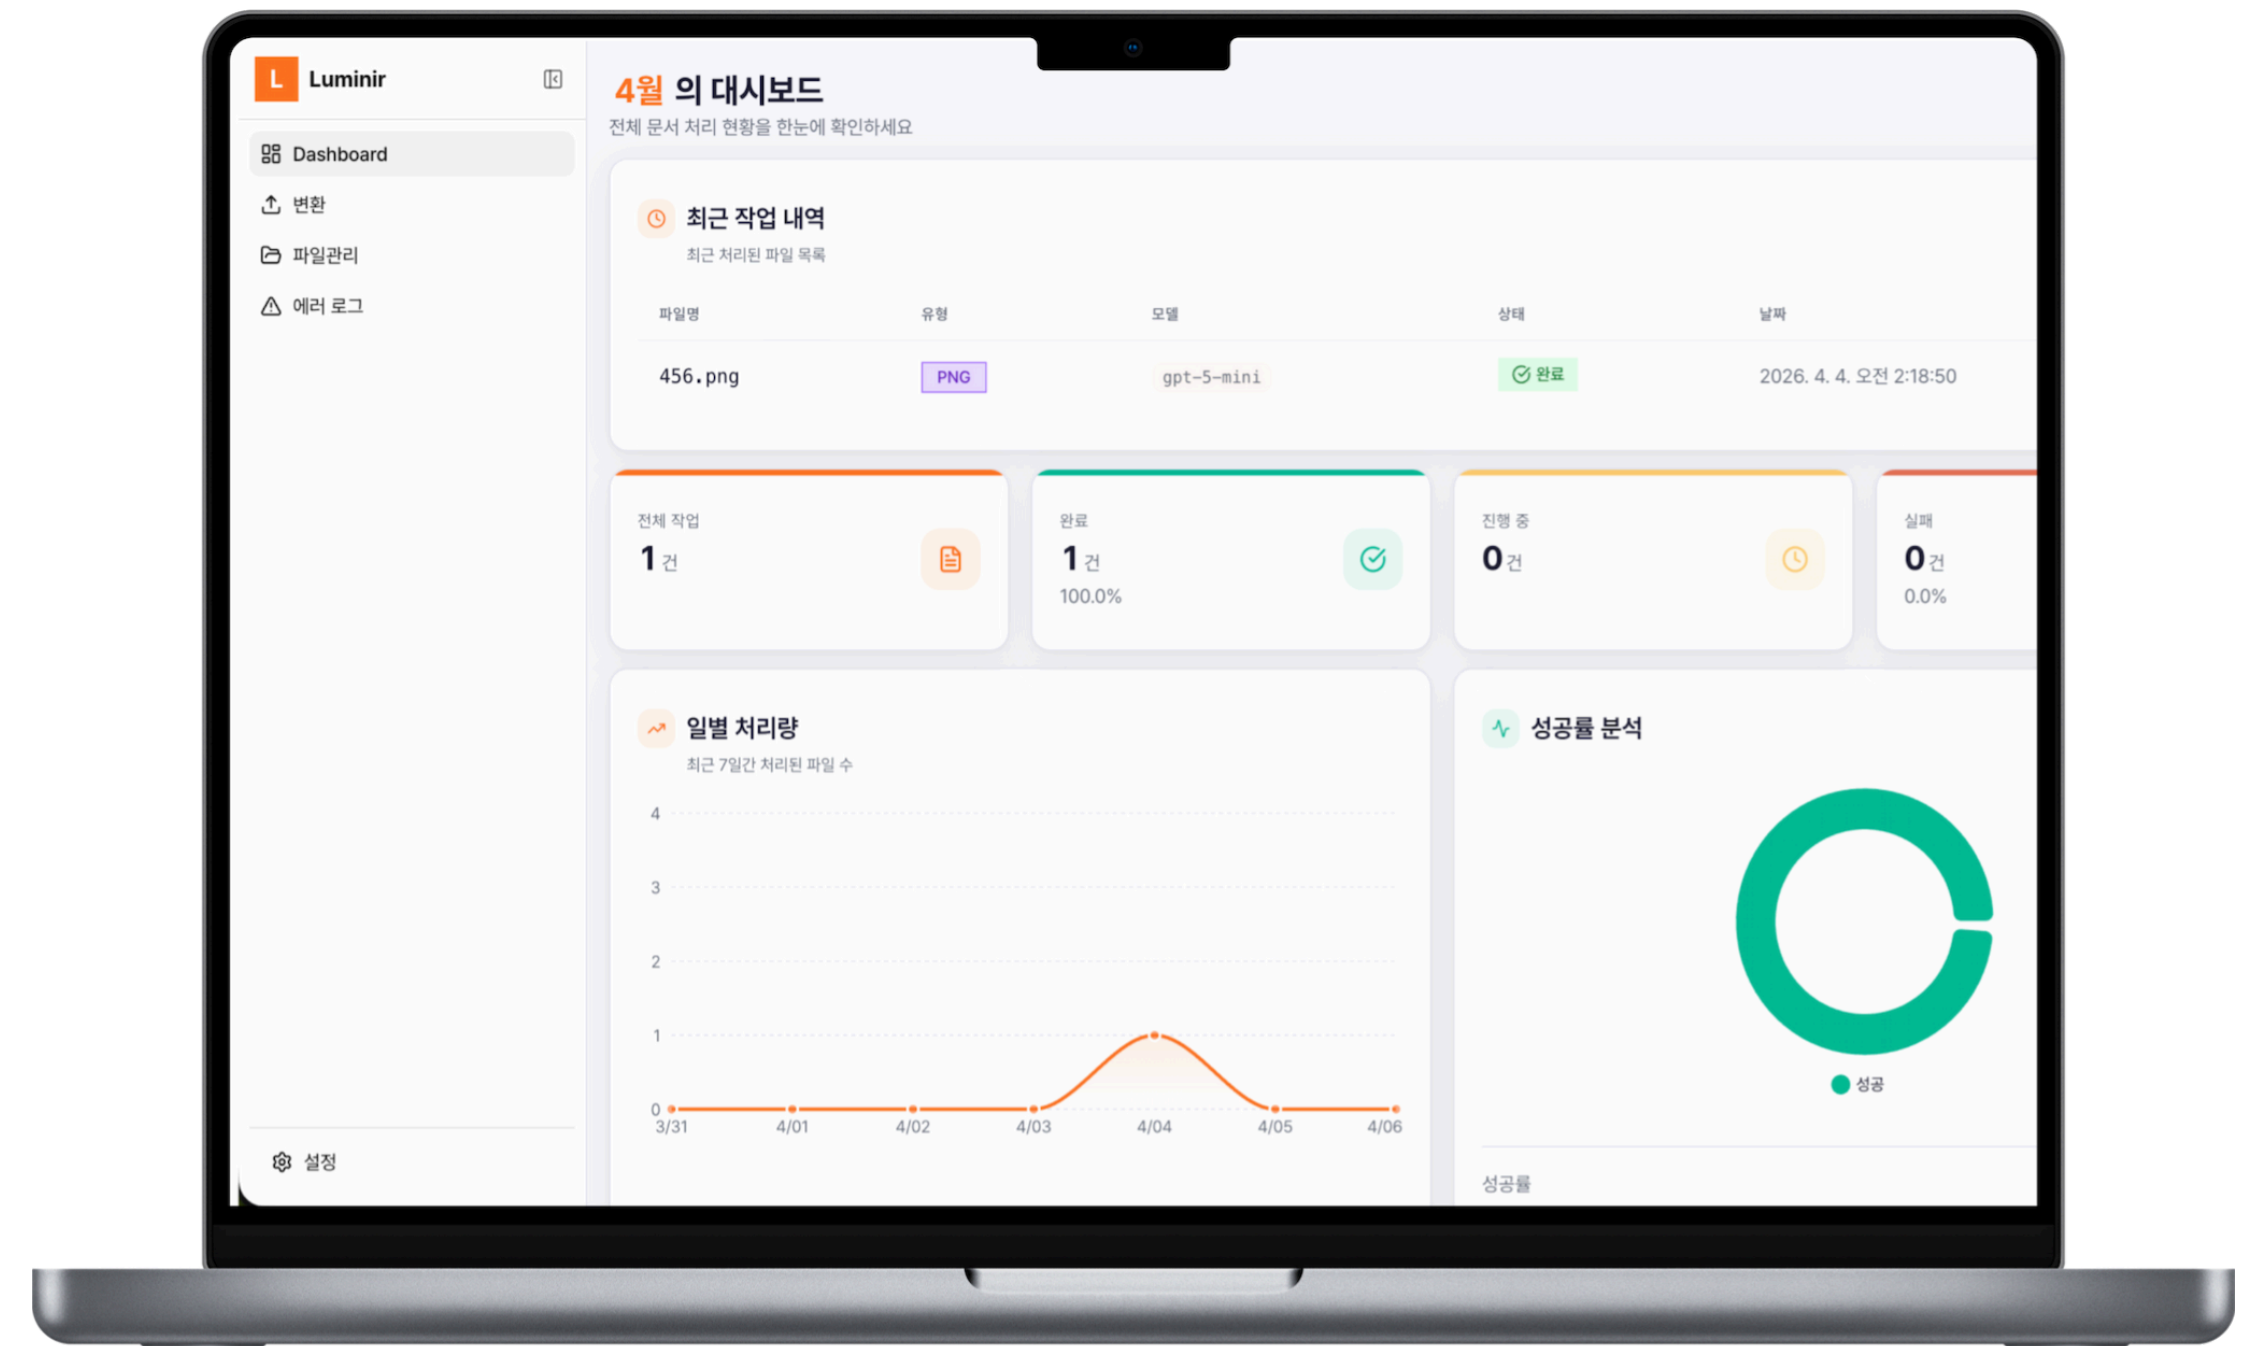 L Luminir
Dashboard
변환
파일관리
에러 로그
설정
4월 의 대시보드
전체 문서 처리 현황을 한눈에 확인하세요
최근 작업 내역
최근 처리된 파일 목록
파일명 유형 모델 상태 날짜
456.png PNG gpt-5-mini 완료 2026. 4. 4. 오전 2:18:50
전체 작업
1 건
완료
1 건
100.0%
진행 중
0 건
실패
0 건
0.0%
일별 처리량
최근 7일간 처리된 파일 수
4
3
2
1
0
3/31 4/01 4/02 4/03 4/04 4/05 4/06
성공률 분석
성공
성공률